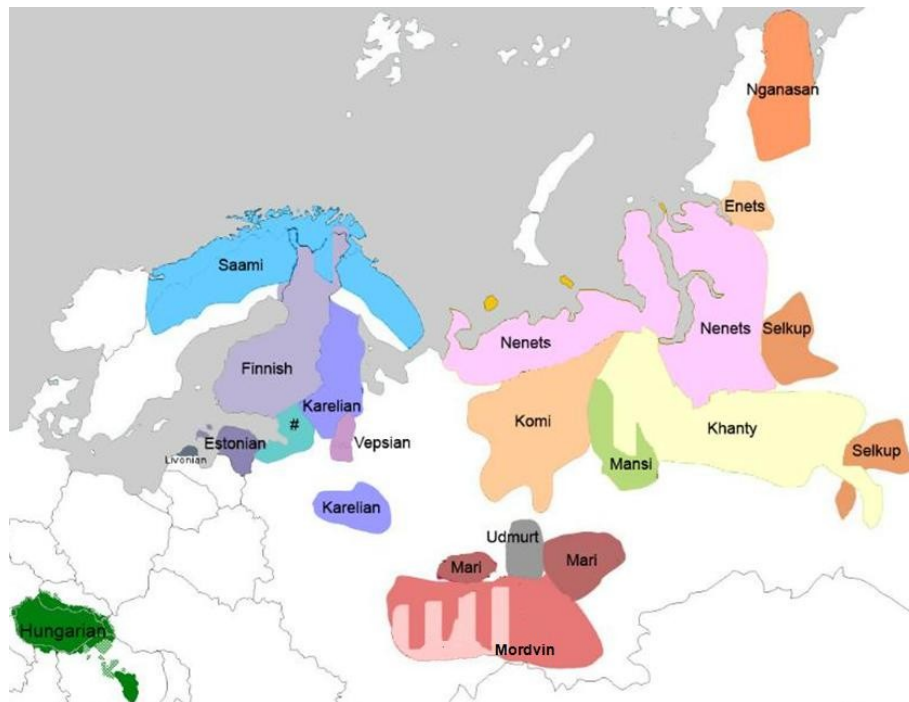 Nganasan
Enets
Saami
Nenets
Nenets
Selkup
Finnish
Karelian
Komi
Khanty
#
Estonian
Vepsian
Livonian
Mansi
Selkup
Karelian
Udmurt
Mari
Mari
Hungarian
Mordvin